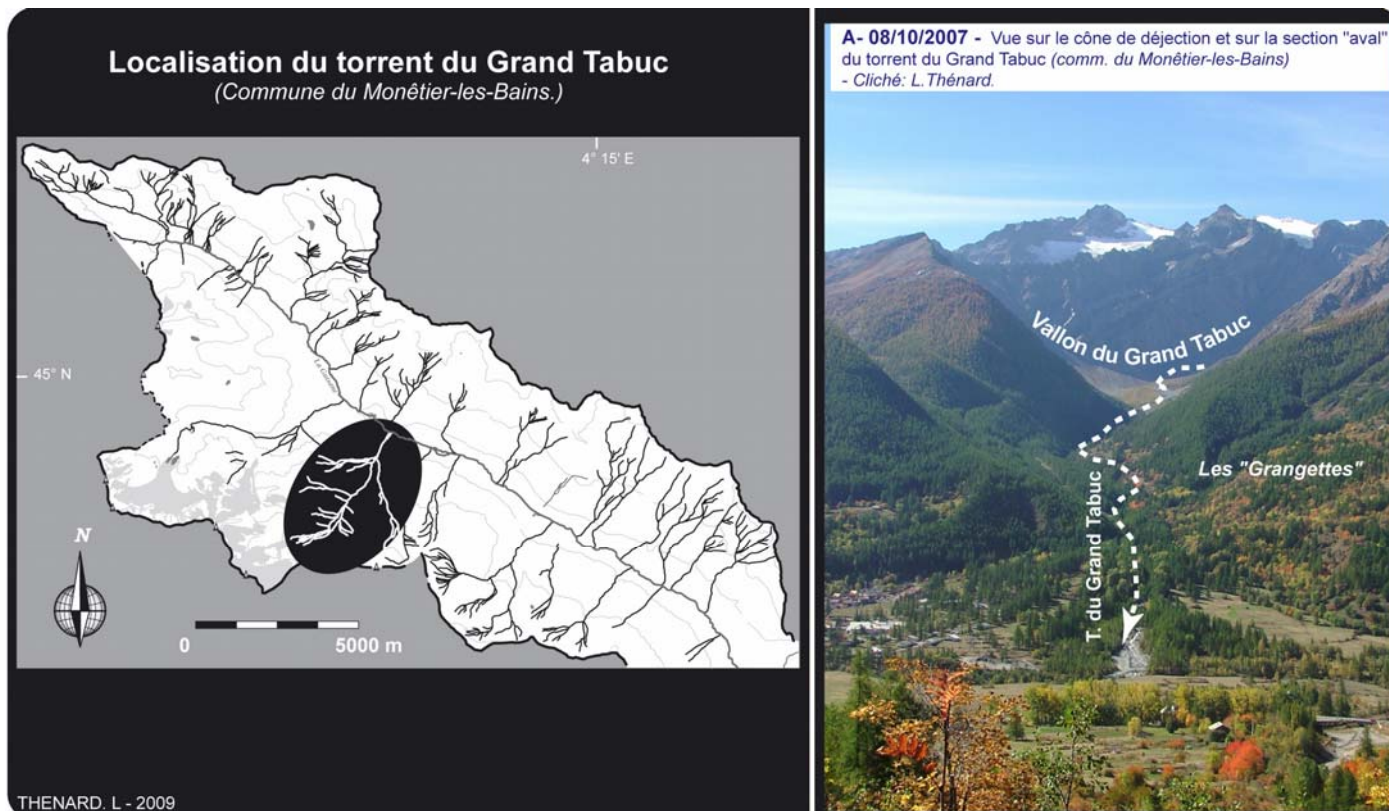 Localisation du torrent du Grand Tabuc
(Commune du Monêtier-les-Bains.)
4° 15' E
45° N
N
0 5000 m
THENARD. L - 2009
A- 08/10/2007 - Vue sur le cône de déjection et sur la section "aval"
du torrent du Grand Tabuc (comm. du Monêtier-les-Bains)
- Cliché: L.Thénard.
Vallon du Grand Tabuc
Les "Grangettes"
T. du Grand Tabuc